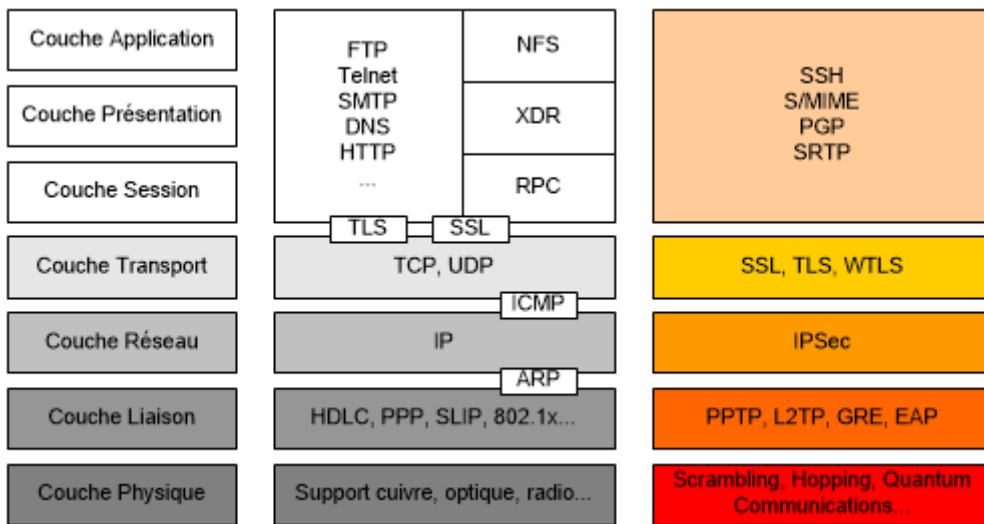 Couche Application
FTP
Telnet
SMTP
DNS
HTTP
...
NFS
XDR
RPC
SSH
S/MIME
PGP
SRTP
Couche Présentation
Couche Session
TLS
SSL
Couche Transport
TCP, UDP
SSL, TLS, WTLS
ICMP
Couche Réseau
IP
IPSec
ARP
Couche Liaison
HDLC, PPP, SLIP, 802.1x...
PPTP, L2TP, GRE, EAP
Couche Physique
Support cuivre, optique, radio...
Scrambling, Hopping, Quantum
Communications...